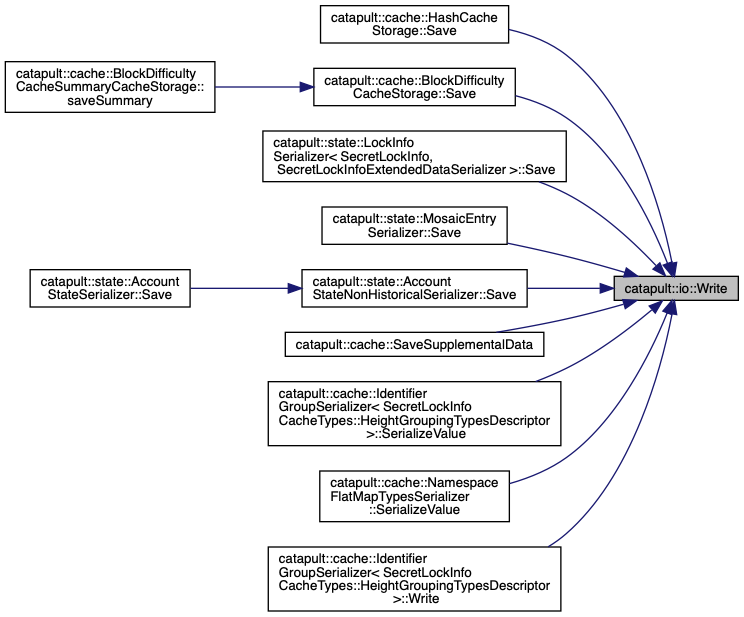 catapult::cache::HashCache
Storage::Save
catapult::cache::BlockDifficulty
CacheSummaryCacheStorage::
saveSummary
catapult::cache::BlockDifficulty
CacheStorage::Save
catapult::state::LockInfo
Serializer< SecretLockInfo,
SecretLockInfoExtendedDataSerializer >::Save
catapult::state::MosaicEntry
Serializer::Save
catapult::state::Account
StateSerializer::Save
catapult::state::Account
StateNonHistoricalSerializer::Save
catapult::io::Write
catapult::cache::SaveSupplementalData
catapult::cache::Identifier
GroupSerializer< SecretLockInfo
CacheTypes::HeightGroupingTypesDescriptor
>::SerializeValue
catapult::cache::Namespace
FlatMapTypesSerializer
::SerializeValue
catapult::cache::Identifier
GroupSerializer< SecretLockInfo
CacheTypes::HeightGroupingTypesDescriptor
>::Write